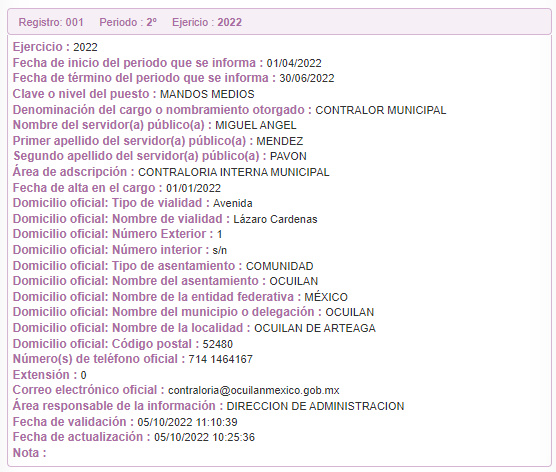 Registro: 001 Periodo : 2º Ejericio : 2022
Ejercicio : 2022
Fecha de inicio del periodo que se informa : 01/04/2022
Fecha de término del periodo que se informa : 30/06/2022
Clave o nivel del puesto : MANDOS MEDIOS
Denominación del cargo o nombramiento otorgado : CONTRALOR MUNICIPAL
Nombre del servidor(a) público(a) : MIGUEL ANGEL
Primer apellido del servidor(a) público(a) : MENDEZ
Segundo apellido del servidor(a) público(a) : PAVON
Área de adscripción : CONTRALORIA INTERNA MUNICIPAL
Fecha de alta en el cargo : 01/01/2022
Domicilio oficial: Tipo de vialidad : Avenida
Domicilio oficial: Nombre de vialidad : Lázaro Cardenas
Domicilio oficial: Número Exterior : 1
Domicilio oficial: Número interior : s/n
Domicilio oficial: Tipo de asentamiento : COMUNIDAD
Domicilio oficial: Nombre del asentamiento : OCUILAN
Domicilio oficial: Nombre de la entidad federativa : MÉXICO
Domicilio oficial: Nombre del municipio o delegación : OCUILAN
Domicilio oficial: Nombre de la localidad : OCUILAN DE ARTEAGA
Domicilio oficial: Código postal : 52480
Número(s) de teléfono oficial : 714 1464167
Extensión : 0
Correo electrónico oficial : contraloria@ocuilanmexico.gob.mx
Área responsable de la información : DIRECCION DE ADMINISTRACION
Fecha de validación : 05/10/2022 11:10:39
Fecha de actualización : 05/10/2022 10:25:36
Nota :